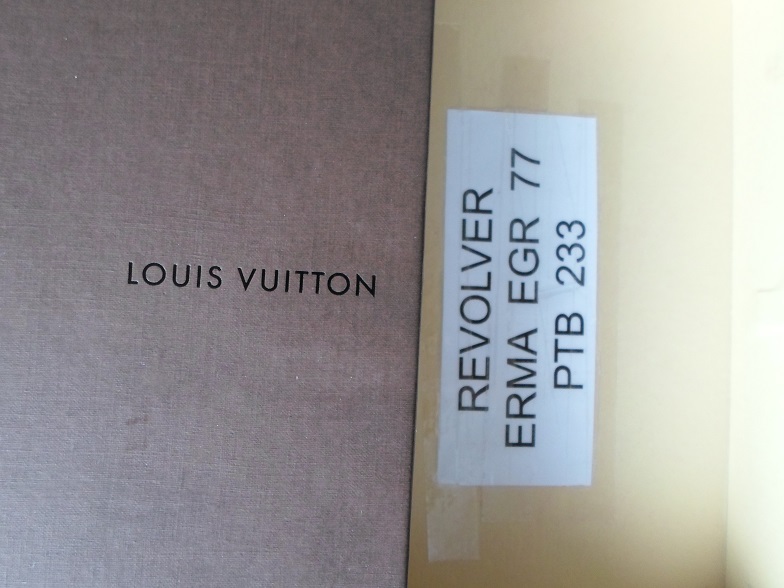 LOUIS VUITTON
REVOLVER
ERMA EGR 77
PTB 233